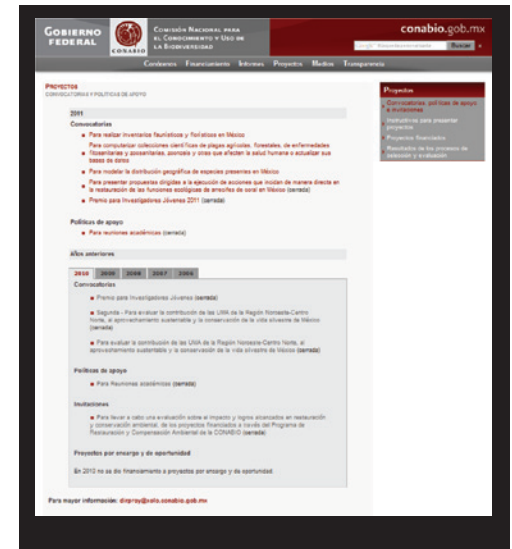 GOBIERNO
FEDERAL
CONABIO
COMISIÓN NACIONAL PARA
EL CONOCIMIENTO Y USO DE
LA BIODIVERSIDAD
conabio.gob.mx
Buscar
Conócenos Financiamiento Informes Proyectos Medios Transparencia
PROYECTOS
CONVOCATORIAS Y POLÍTICAS DE APOYO
2011
Convocatorias
Para realizar inventarios faunísticos y florísticos en México
Para computarizar colecciones científicas de plagas agrícolas, forestales, de enfermedades
fitosanitarias y zoosanitarias, ponzoña y otras que afectan la salud humana o actualizar sus
bases de datos
Para modelar la distribución geográfica de especies presentes en México
Para presentar propuestas dirigidas a la ejecución de acciones que incidan de manera directa en
la restauración de las funciones ecológicas de arrecifes de coral en México (cerrada)
Premio para Investigadores Jóvenes 2011 (cerrada)
Políticas de apoyo
Para reuniones académicas (cerrada)
Años anteriores
2010 2009 2008 2007 2006
Convocatorias
Premio para Investigadores Jóvenes (cerrada)
Segunda - Para evaluar la contribución de las UMA de la Región Noroeste-Centro
Norte, al aprovechamiento sustentable y la conservación de la vida silvestre de México
(cerrada)
Para evaluar la contribución de las UMA de la Región Noroeste-Centro Norte, al
aprovechamiento sustentable y la conservación de la vida silvestre de México (cerrada)
Políticas de apoyo
Para Reuniones académicas (cerrada)
Invitaciones
Para llevar a cabo una evaluación sobre el impacto y logros alcanzados en restauración
y conservación ambiental, de los proyectos financiados a través del Programa de
Restauración y Compensación Ambiental de la CONABIO (cerrada)
Proyectos por encargo y de oportunidad
En 2010 no se dio financiamiento a proyectos por encargo y de oportunidad.
Para mayor información: dirproy@xolo.conabio.gob.mx
Proyectos
Convocatorias, políticas de apoyo
e invitaciones
Instructivos para presentar
proyectos
Proyectos financiados
Resultados de los procesos de
selección y evaluación